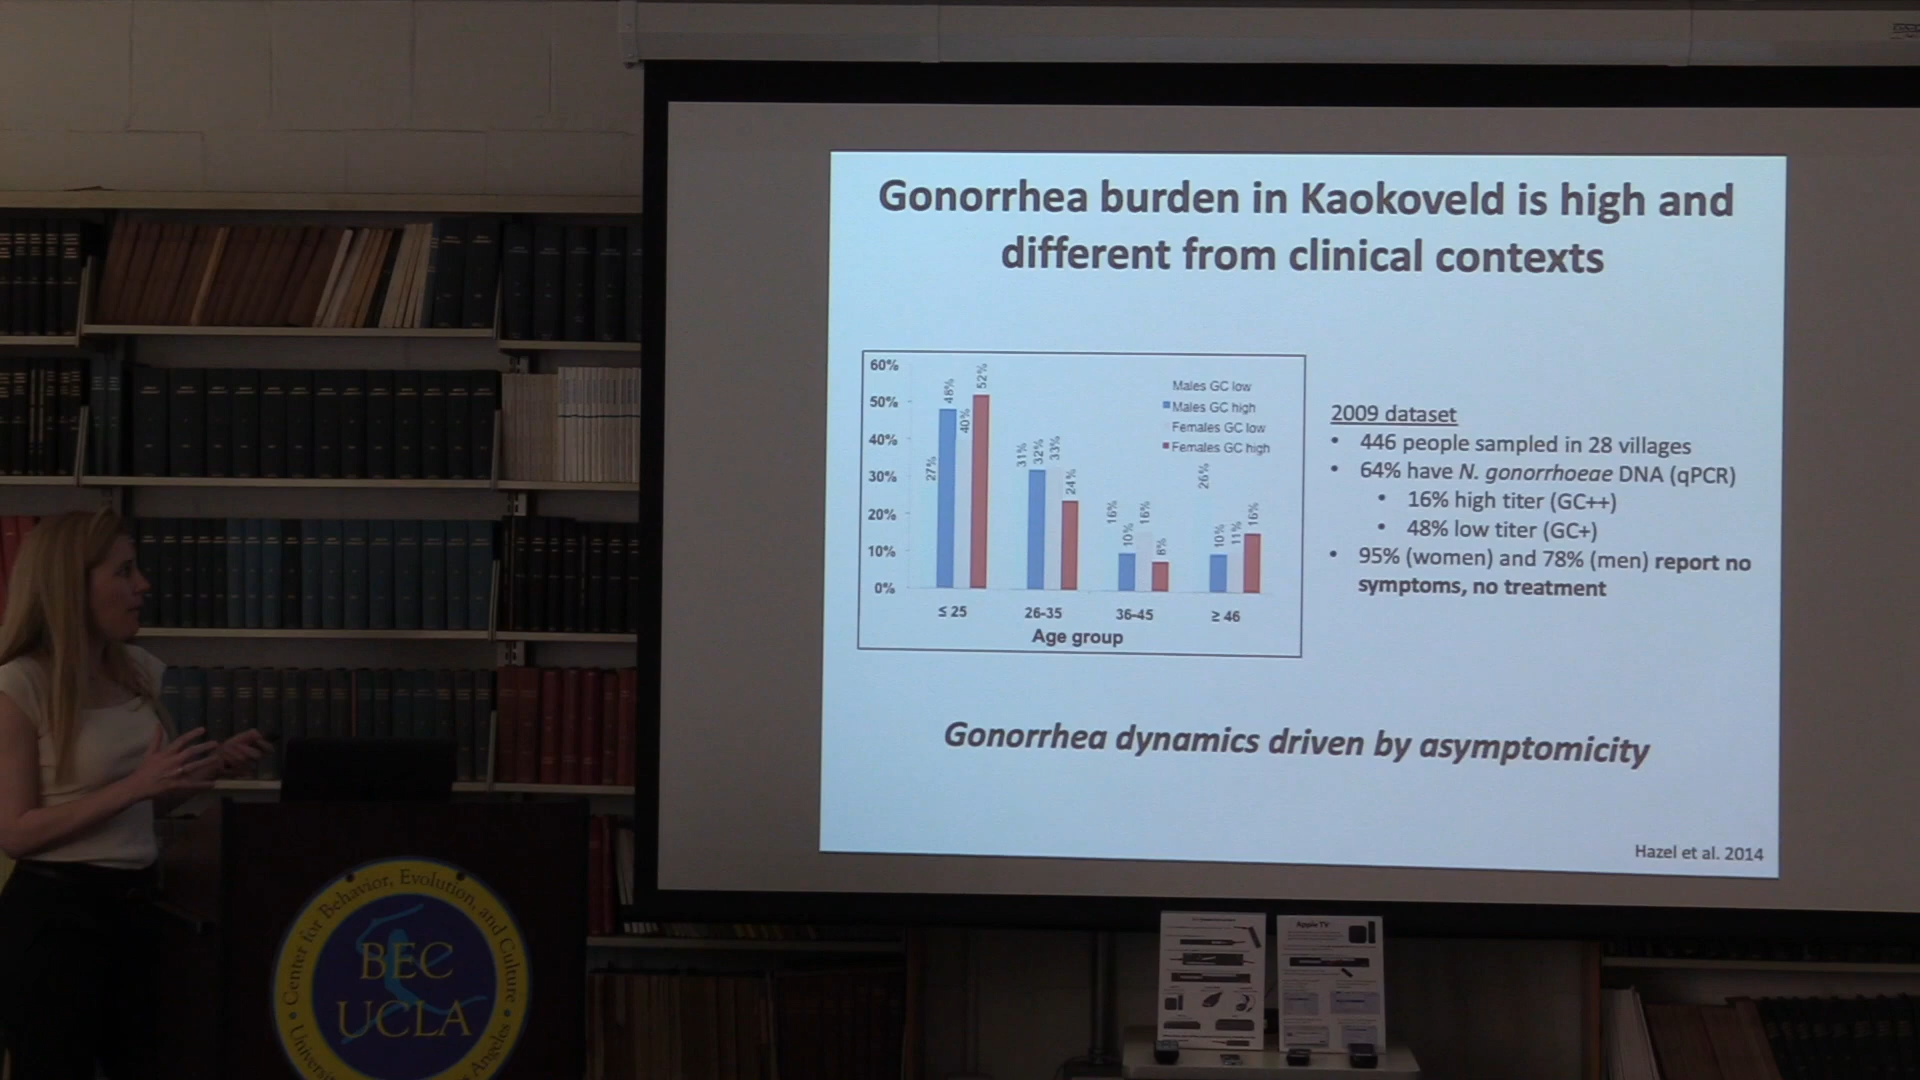 Gonorrhea burden in Kaokoveld is high and
different from clinical contexts
60%
50%
40%
30%
20%
10%
0%
27%
48%
40%
52%
31%
32%
33%
24%
16%
10%
16%
8%
26%
10%
11%
16%
Males GC low
Males GC high
Females GC low
Females GC high
≤ 25
26-35
36-45
≥ 46
Age group
2009 dataset
• 446 people sampled in 28 villages
• 64% have N. gonorrhoeae DNA (qPCR)
• 16% high titer (GC++)
• 48% low titer (GC+)
• 95% (women) and 78% (men) report no
symptoms, no treatment
Gonorrhea dynamics driven by asymptomicity
Hazel et al. 2014
Center for Behavior, Evolution, and Culture
BEC
UCLA
Angeles
Apple TV